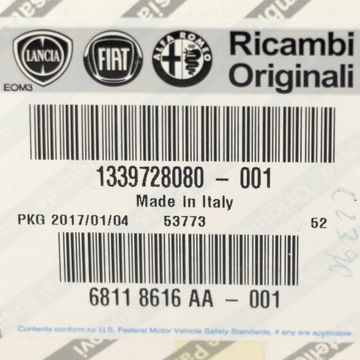 LANCIA FIAT ALFA ROMEO Ricambi
Originali
EOM3
1339728080 - 001
Made in Italy
PKG 2017/01/04 53773 52
6811 8616 AA - 001
Contents conform to applicable U.S. Federal Motor Vehicle Safety Standards, if any